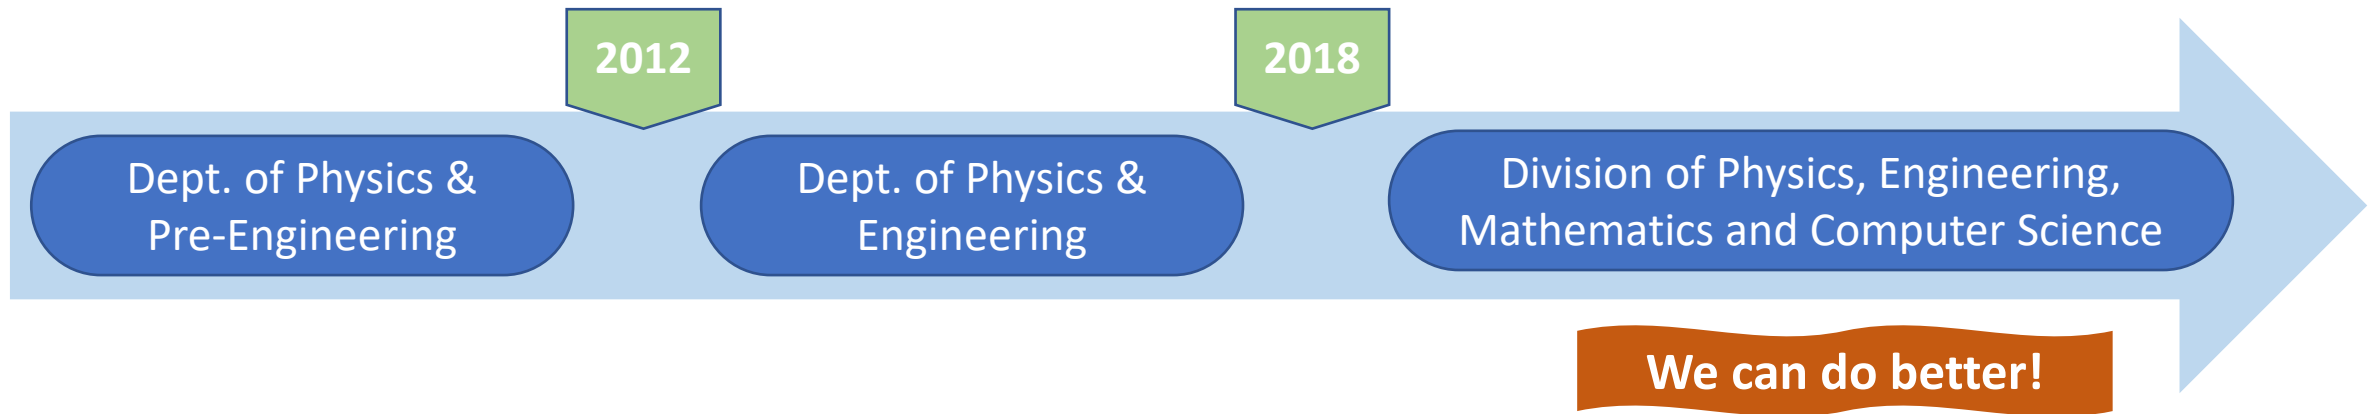 2012
2018
Dept. of Physics &
Pre-Engineering
Dept. of Physics &
Engineering
Division of Physics, Engineering,
Mathematics and Computer Science
We can do better!